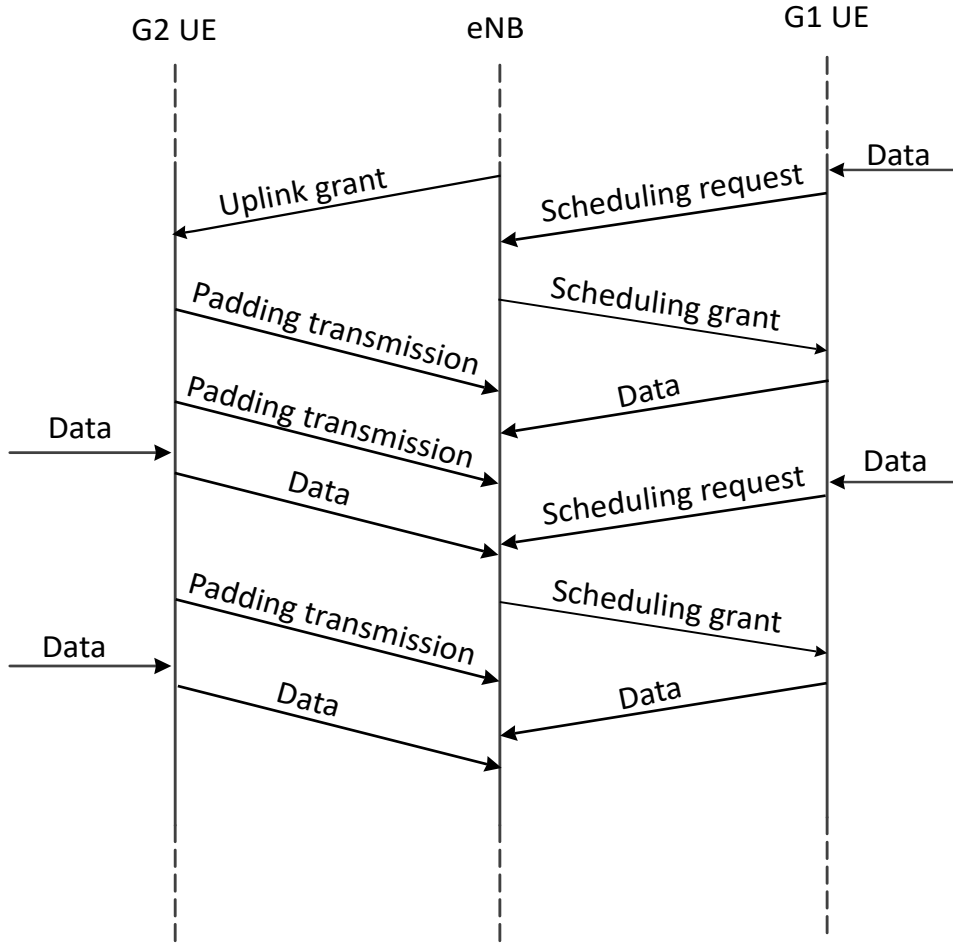 G2 UE
eNB
G1 UE
Data
Uplink grant
Scheduling request
Padding transmission
Scheduling grant
Data
Padding transmission
Data
Data
Data
Scheduling request
Padding transmission
Scheduling grant
Data
Data
Data